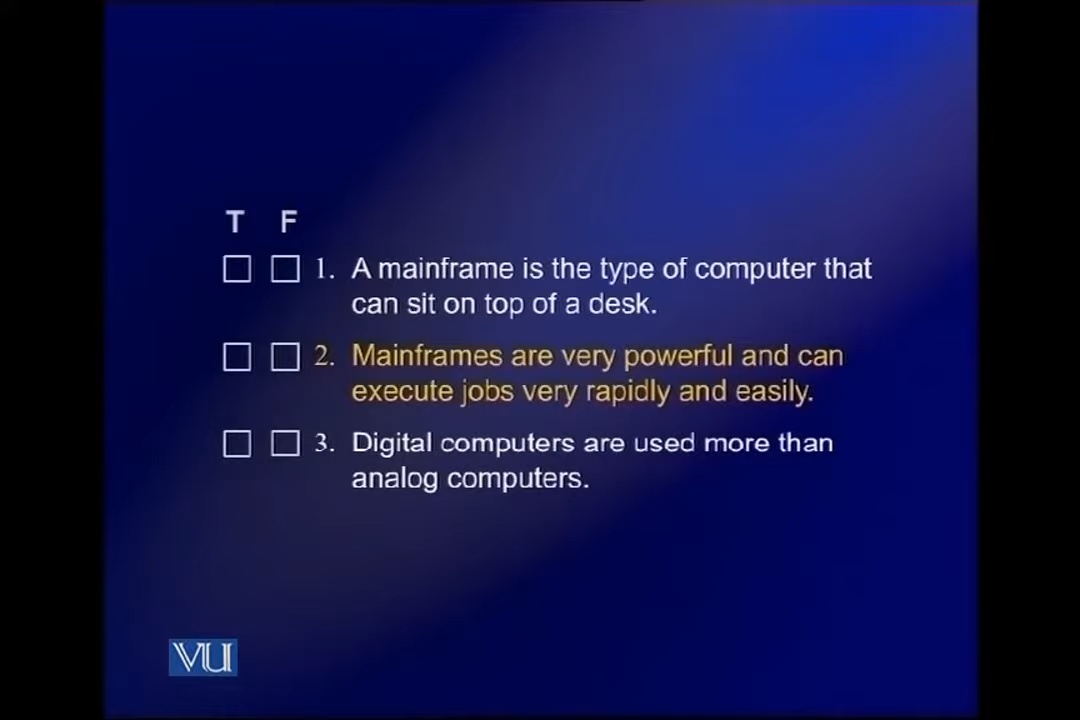 T F
1. A mainframe is the type of computer that
can sit on top of a desk.
2. Mainframes are very powerful and can
execute jobs very rapidly and easily.
3. Digital computers are used more than
analog computers.
VU